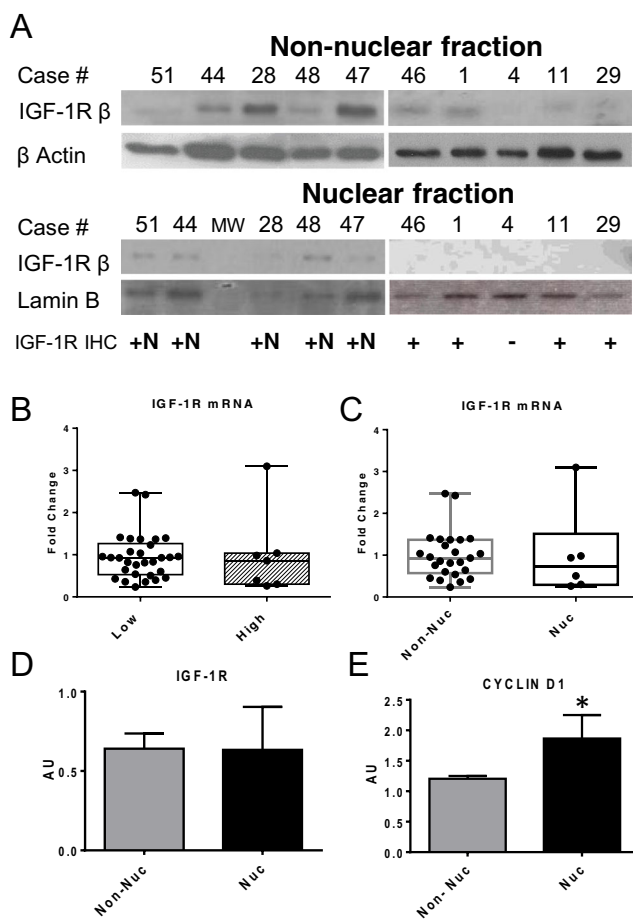 A
Non-nuclear fraction
Case # 51 44 28 48 47 46 1 4 11 29
IGF-1R β
β Actin
Nuclear fraction
Case # 51 44 MW 28 48 47 46 1 4 11 29
IGF-1R β
Lamin B
IGF-1R IHC +N +N +N +N +N + + - + +
B
IGF-1R mRNA
Fold Change
4
3
2
1
0
Low
High
C
IGF-1R mRNA
Fold Change
4
3
2
1
0
Non-Nuc
Nuc
D
IGF-1R
AU
1.0
0.5
0.0
Non-Nuc
Nuc
E
CYCLIN D1
*
AU
2.5
2.0
1.5
1.0
0.5
0.0
Non- Nuc
Nuc